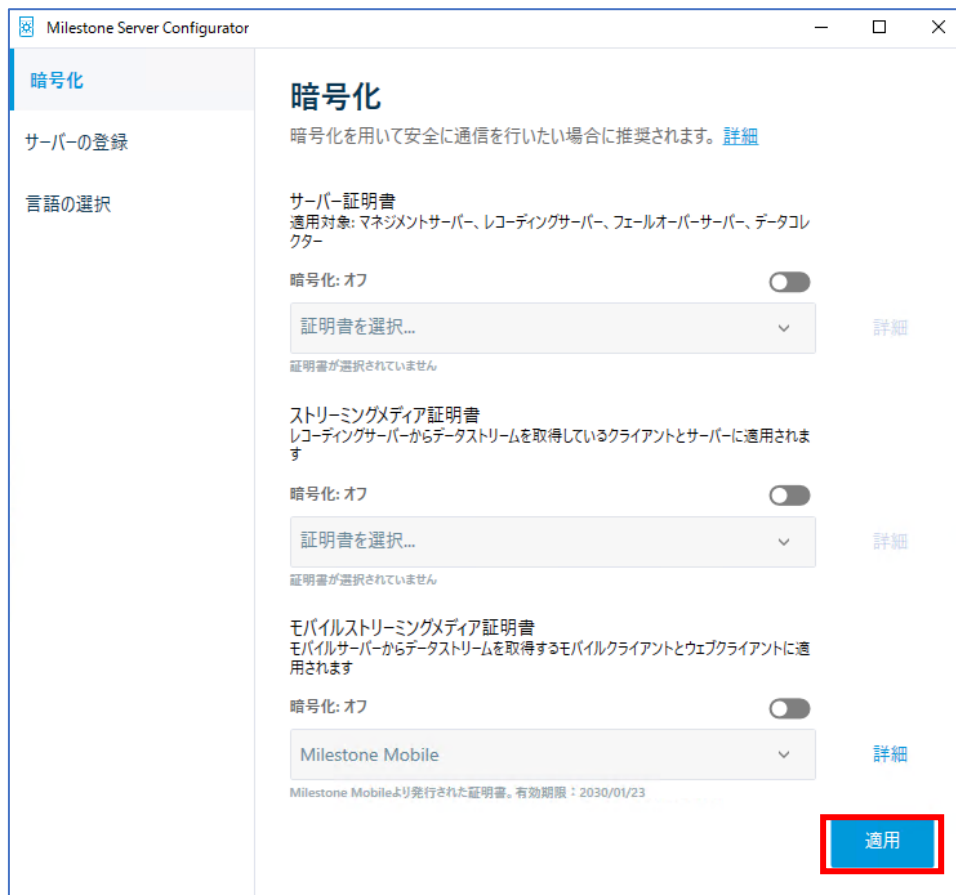 Milestone Server Configurator
暗号化
サーバーの登録
言語の選択
暗号化
暗号化を用いて安全に通信を行いたい場合に推奨されます。 詳細
サーバー証明書
適用対象: マネジメントサーバー、レコーディングサーバー、フェールオーバーサーバー、データコレ
クター
暗号化: オフ
証明書を選択...
詳細
証明書が選択されていません
ストリーミングメディア証明書
レコーディングサーバーからデータストリームを取得しているクライアントとサーバーに適用されま
す
暗号化: オフ
証明書を選択...
詳細
証明書が選択されていません
モバイルストリーミングメディア証明書
モバイルサーバーからデータストリームを取得するモバイルクライアントとウェブクライアントに適
用されます
暗号化: オフ
Milestone Mobile
詳細
Milestone Mobileより発行された証明書。有効期限：2030/01/23
適用